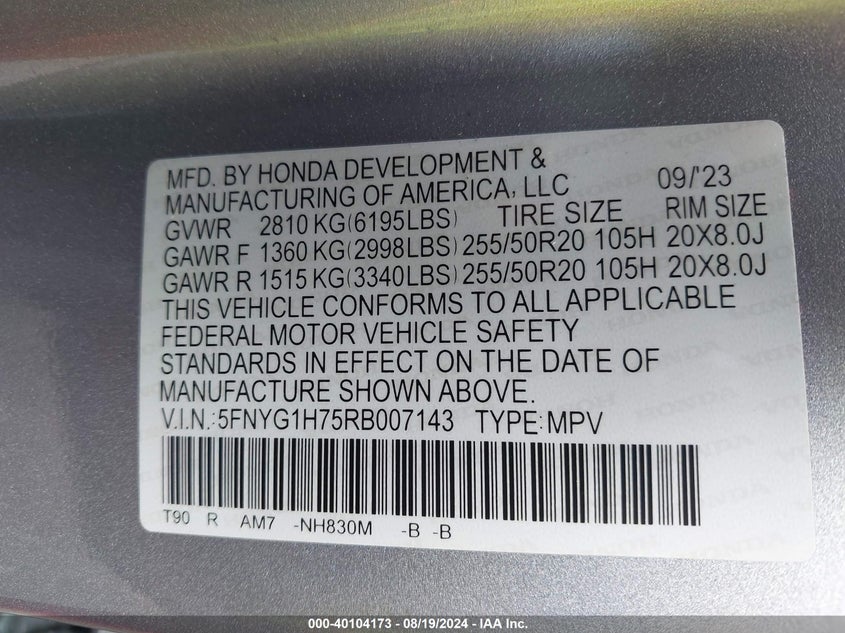 MFD. BY HONDA DEVELOPMENT &
MANUFACTURING OF AMERICA, LLC 09/'23
GVWR 2810 KG(6195LBS) TIRE SIZE RIM SIZE
GAWR F 1360 KG(2998LBS) 255/50R20 105H 20X8.0J
GAWR R 1515 KG(3340LBS) 255/50R20 105H 20X8.0J
THIS VEHICLE CONFORMS TO ALL APPLICABLE
FEDERAL MOTOR VEHICLE SAFETY
STANDARDS IN EFFECT ON THE DATE OF
MANUFACTURE SHOWN ABOVE.
V.I.N.:5FNYG1H75RB007143 TYPE:MPV
T90 R AM7 -NH830M -B -B
000-40104173 - 08/19/2024 - IAA Inc.